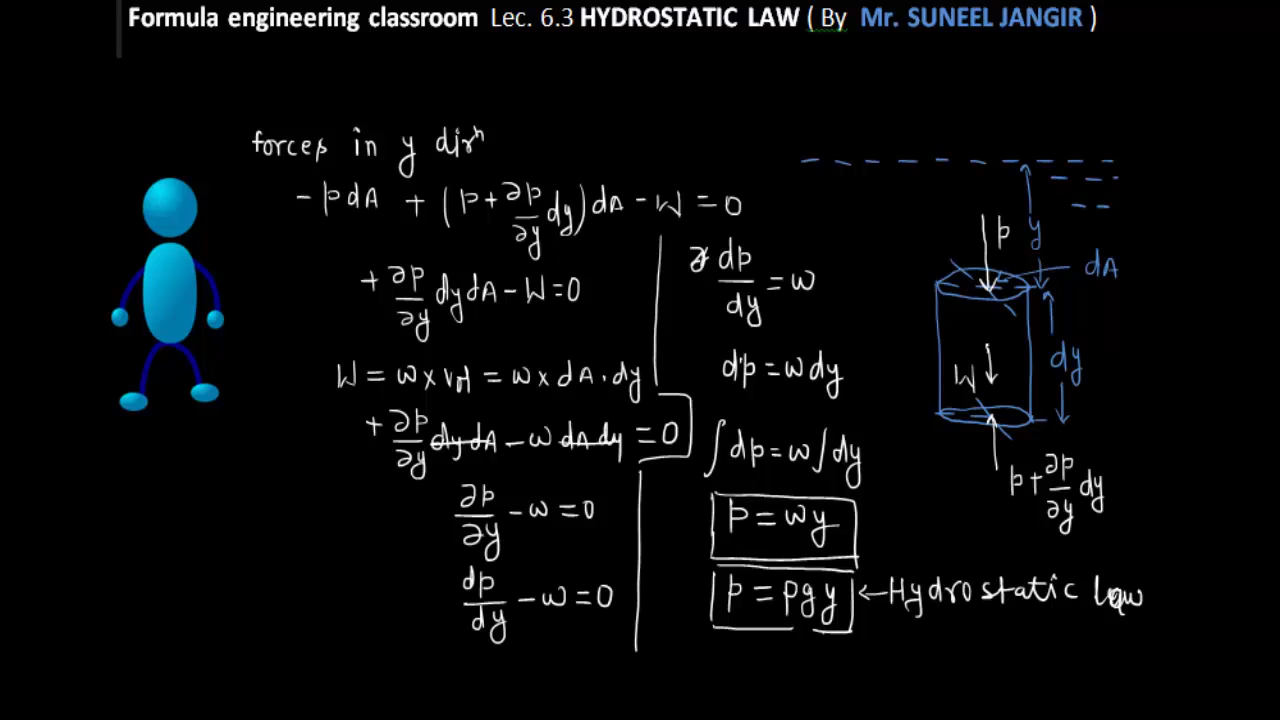 Formula engineering classroom Lec. 6.3 HYDROSTATIC LAW ( By Mr. SUNEEL JANGIR )
forces in y dirⁿ
- p dA + (p + ∂p/∂y dy) dA - W = 0
+ ∂p/∂y dy dA - W = 0
W = w × vol = w × dA . dy
+ ∂p/∂y dy dA - w dA dy = 0
∂p/∂y - w = 0
dp/dy - w = 0
dp/dy = w
dp = w dy
∫ dp = w ∫ dy
p = wy
p = ρgy ← Hydrostatic law
p
y
dA
W
dy
p + ∂p/∂y dy